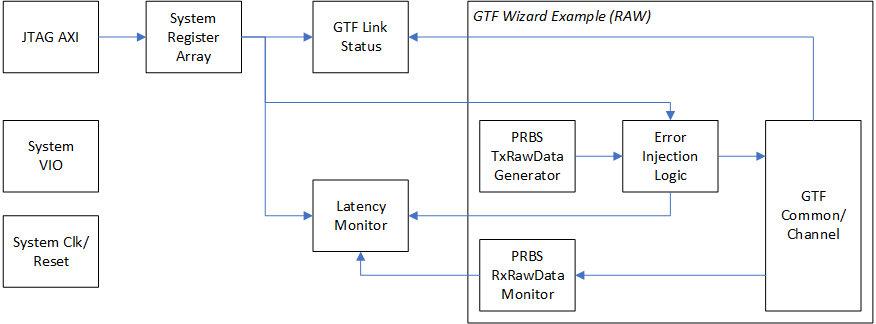 JTAG AXI
System
Register
Array
GTF Link
Status
GTF Wizard Example (RAW)
System
VIO
PRBS
TxRawData
Generator
Error
Injection
Logic
GTF
Common/
Channel
Latency
Monitor
System Clk/
Reset
PRBS
RxRawData
Monitor